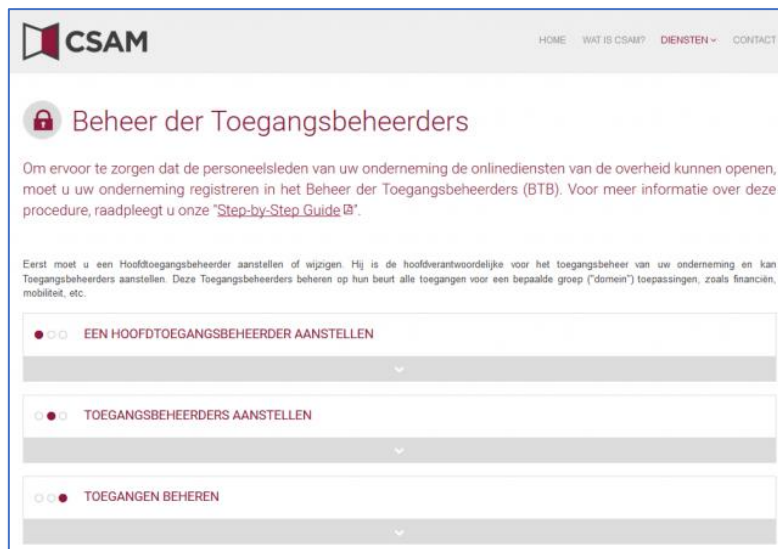 CSAM
HOME WAT IS CSAM? DIENSTEN CONTACT
Beheer der Toegangsbeheerders
Om ervoor te zorgen dat de personeelsleden van uw onderneming de onlinediensten van de overheid kunnen openen,
moet u uw onderneming registreren in het Beheer der Toegangsbeheerders (BTB). Voor meer informatie over deze
procedure, raadpleegt u onze "Step-by-Step Guide".
Eerst moet u een Hoofdtoegangsbeheerder aanstellen of wijzigen. Hij is de hoofdverantwoordelijke voor het toegangsbeheer van uw onderneming en kan
Toegangsbeheerders aanstellen. Deze Toegangsbeheerders beheren op hun beurt alle toegangen voor een bepaalde groep ("domein") toepassingen, zoals financiën,
mobiliteit, etc.
EEN HOOFDTOEGANGSBEHEERDER AANSTELLEN
TOEGANGSBEHEERDERS AANSTELLEN
TOEGANGEN BEHEREN